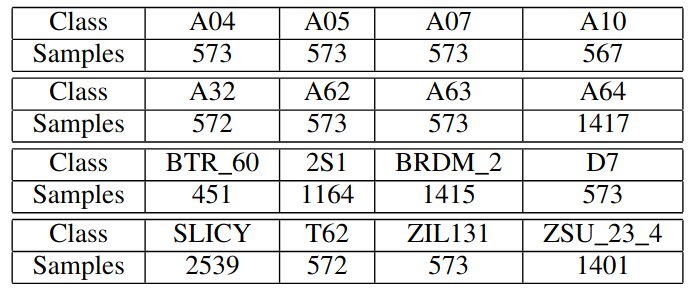 Class A04 A05 A07 A10
Samples 573 573 573 567
Class A32 A62 A63 A64
Samples 572 573 573 1417
Class BTR_60 2S1 BRDM_2 D7
Samples 451 1164 1415 573
Class SLICY T62 ZIL131 ZSU_23_4
Samples 2539 572 573 1401